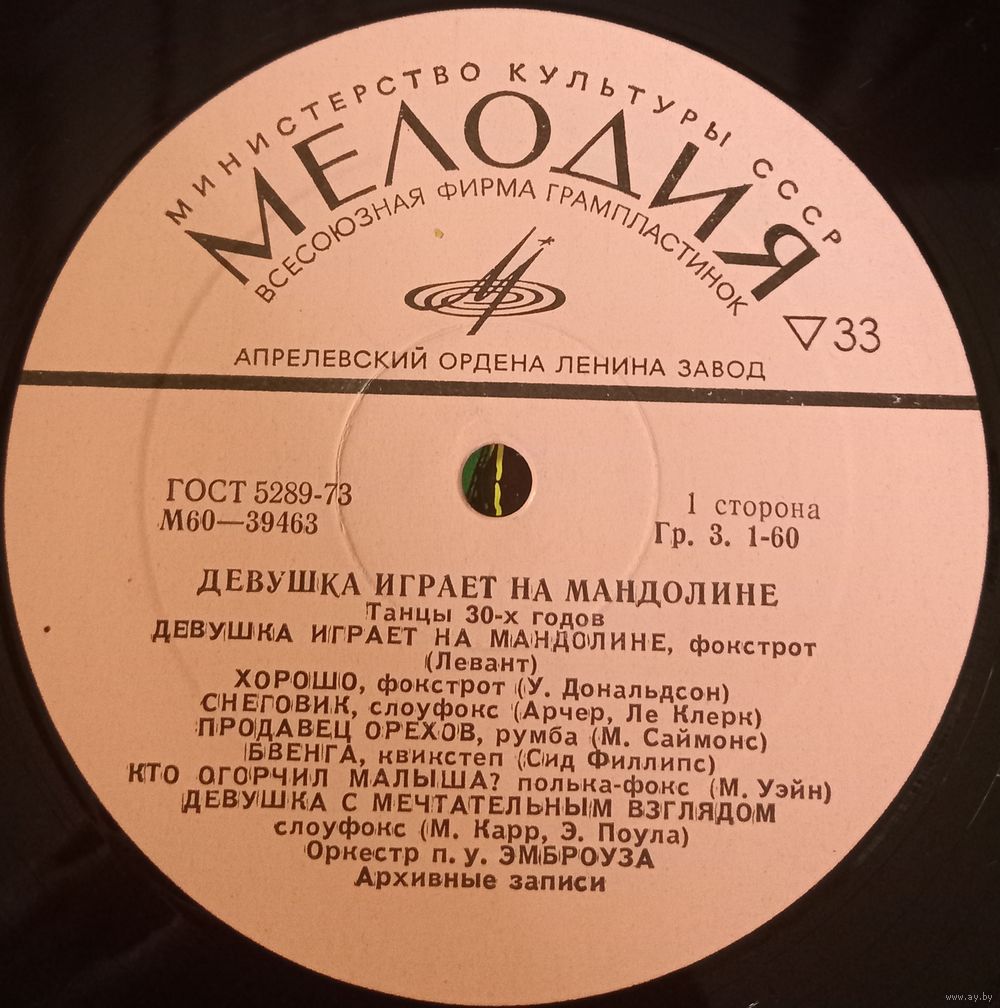 МИНИСТЕРСТВО КУЛЬТУРЫ СССР
МЕЛОДИЯ
ВСЕСОЮЗНАЯ ФИРМА ГРАМПЛАСТИНОК
▽33
АПРЕЛЕВСКИЙ ОРДЕНА ЛЕНИНА ЗАВОД
ГОСТ 5289-73
М60—39463
1 сторона
Гр. 3. 1-60
ДЕВУШКА ИГРАЕТ НА МАНДОЛИНЕ
Танцы 30-х годов
ДЕВУШКА ИГРАЕТ НА МАНДОЛИНЕ, фокстрот
(Левант)
ХОРОШО, фокстрот (У. Дональдсон)
СНЕГОВИК, слоуфокс (Арчер, Ле Клерк)
ПРОДАВЕЦ ОРЕХОВ, румба (М. Саймонс)
БВЕНГА, квикстеп (Сид Филлипс)
КТО ОГОРЧИЛ МАЛЫША? полька-фокс (М. Уэйн)
ДЕВУШКА С МЕЧТАТЕЛЬНЫМ ВЗГЛЯДОМ
слоуфокс (М. Карр, Э. Поула)
Оркестр п. у. ЭМБРОУЗА
Архивные записи
www.ay.by